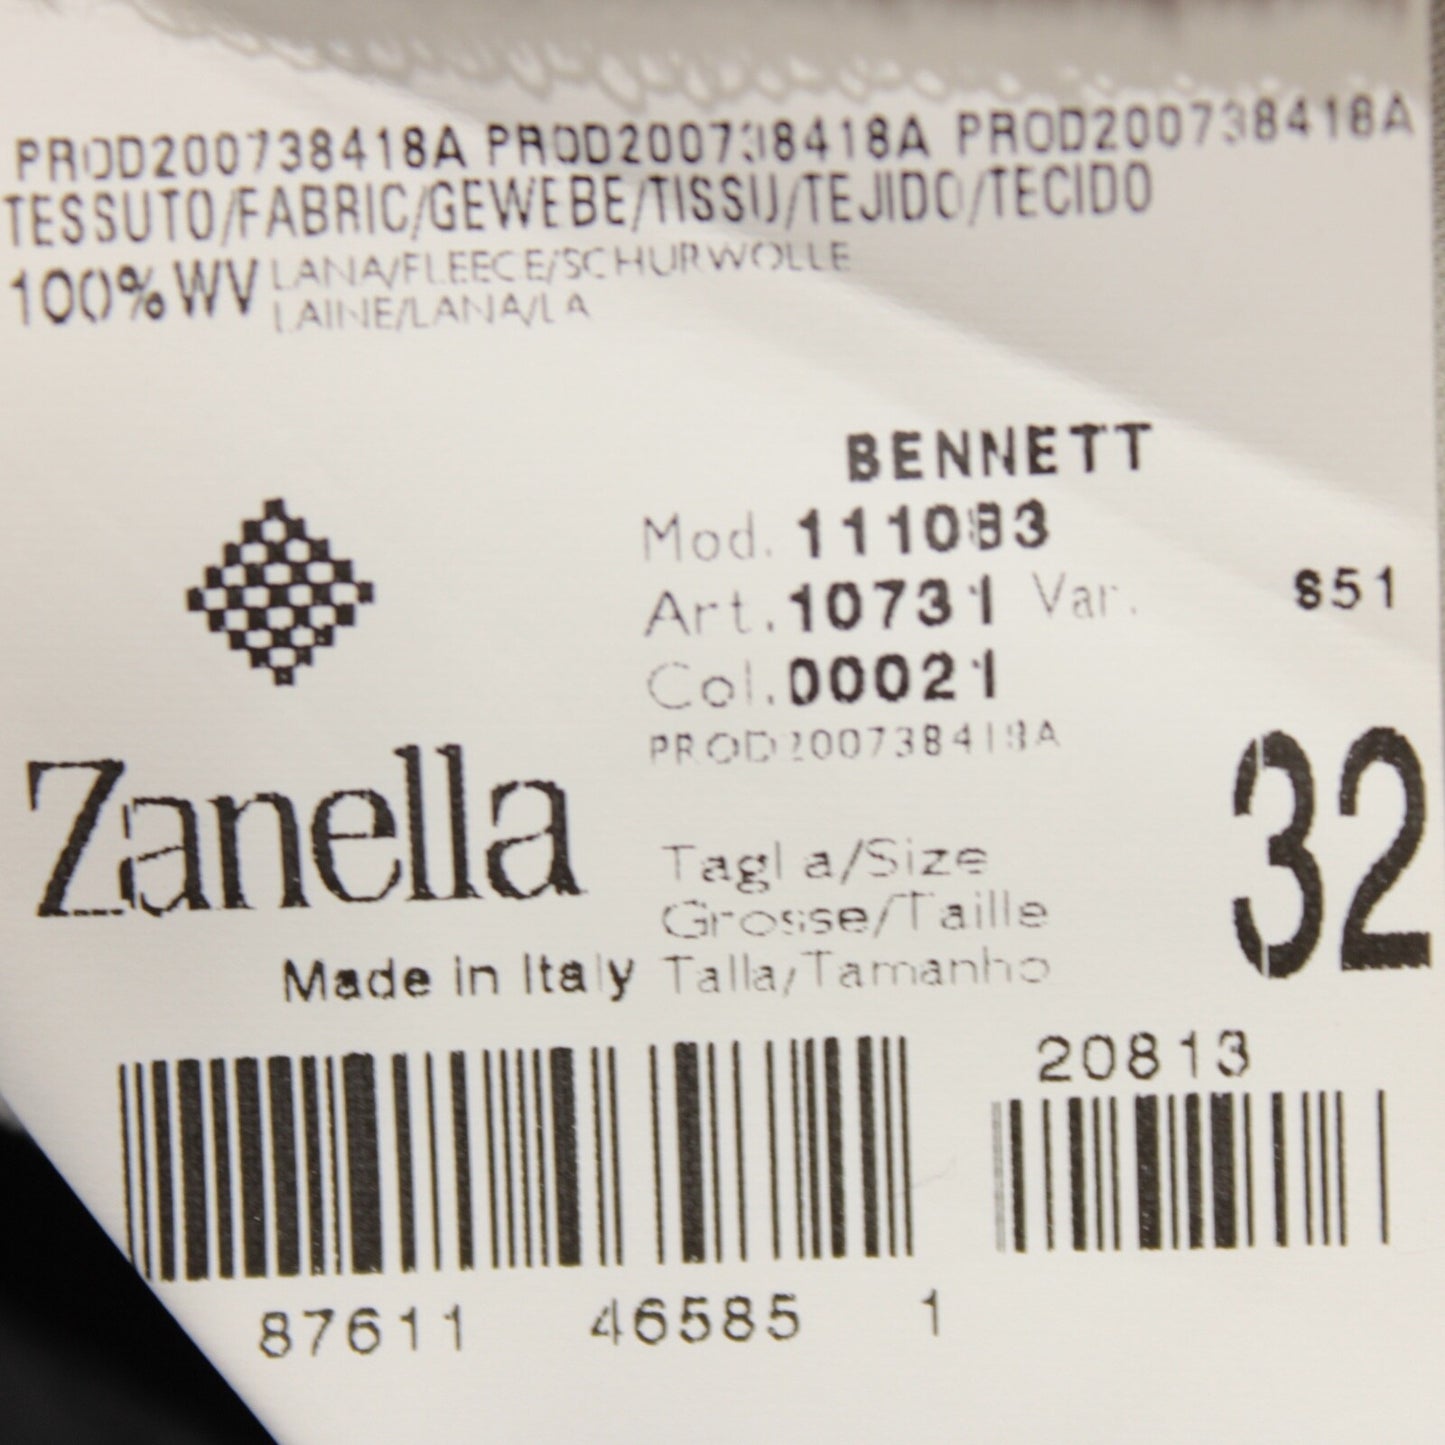 PROD200738418A PROD200738418A PROD200738418A
TESSUTO/FABRIC/GEWEBE/TISSU/TEJIDO/TECIDO
100% WV LANA/FLEECE/SCHURWOLLE
LAINE/LANA/LA
BENNETT
Mod. 111083
Art. 10731 Var. S51
Col. 00021
PROD200738418A
Zanella
Taglia/Size 32
Grosse/Taille
Made in Italy Talla/Tamanho
20813
87611 46585 1